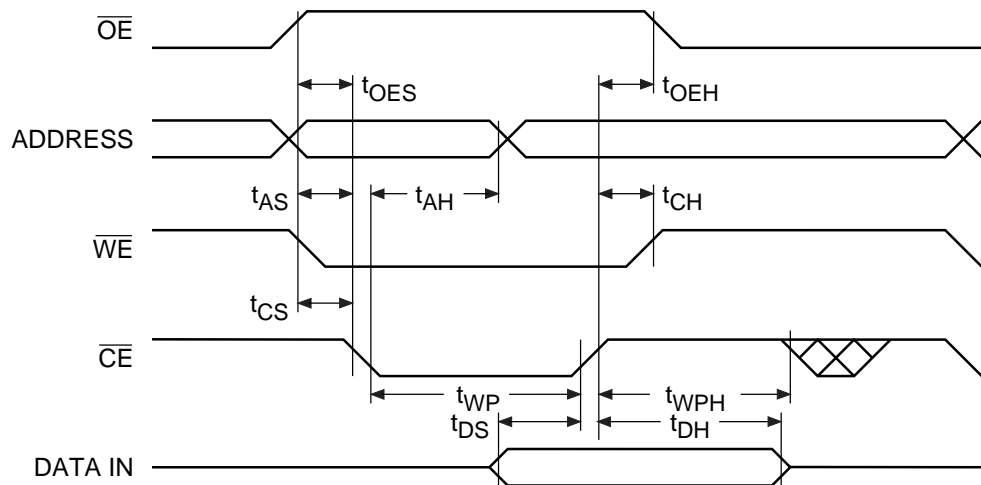 OE
tOES
tOEH
ADDRESS
tAS
tAH
tCH
WE
tCS
CE
tWP
tWPH
tDS
tDH
DATA IN